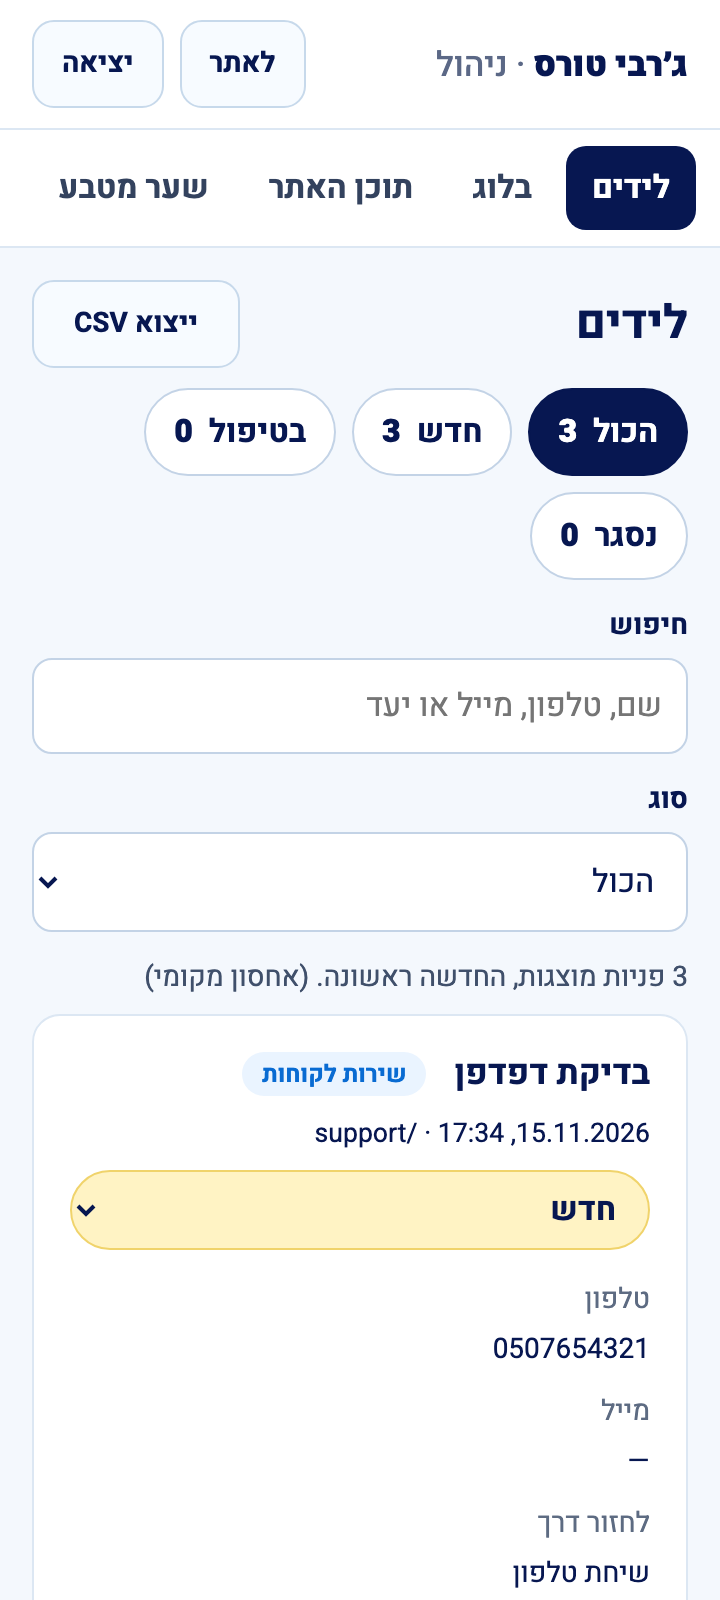 ג׳רבי טורס · ניהול
לאתר
יציאה
לידים
בלוג
תוכן האתר
שער מטבע
לידים
ייצוא CSV
הכול 3
חדש 3
בטיפול 0
נסגר 0
חיפוש
שם, טלפון, מייל או יעד
סוג
הכול
3 פניות מוצגות, החדשה ראשונה. (אחסון מקומי)
בדיקת דפדפן
שירות לקוחות
15.11.2026, 17:34 · /support
חדש
טלפון
0507654321
מייל
—
לחזור דרך
שיחת טלפון